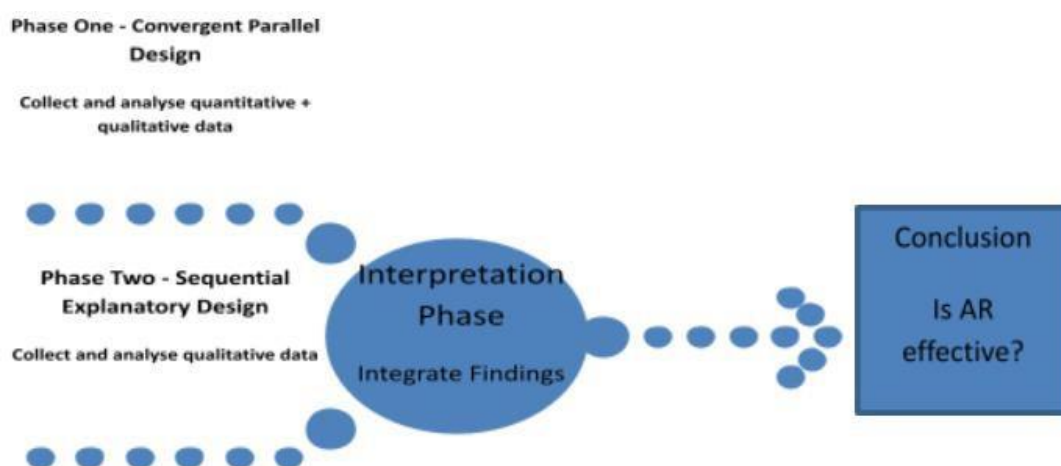 Phase One - Convergent Parallel
Design
Collect and analyse quantitative +
qualitative data
Phase Two - Sequential
Explanatory Design
Collect and analyse qualitative data
Interpretation
Phase
Integrate Findings
Conclusion
Is AR
effective?